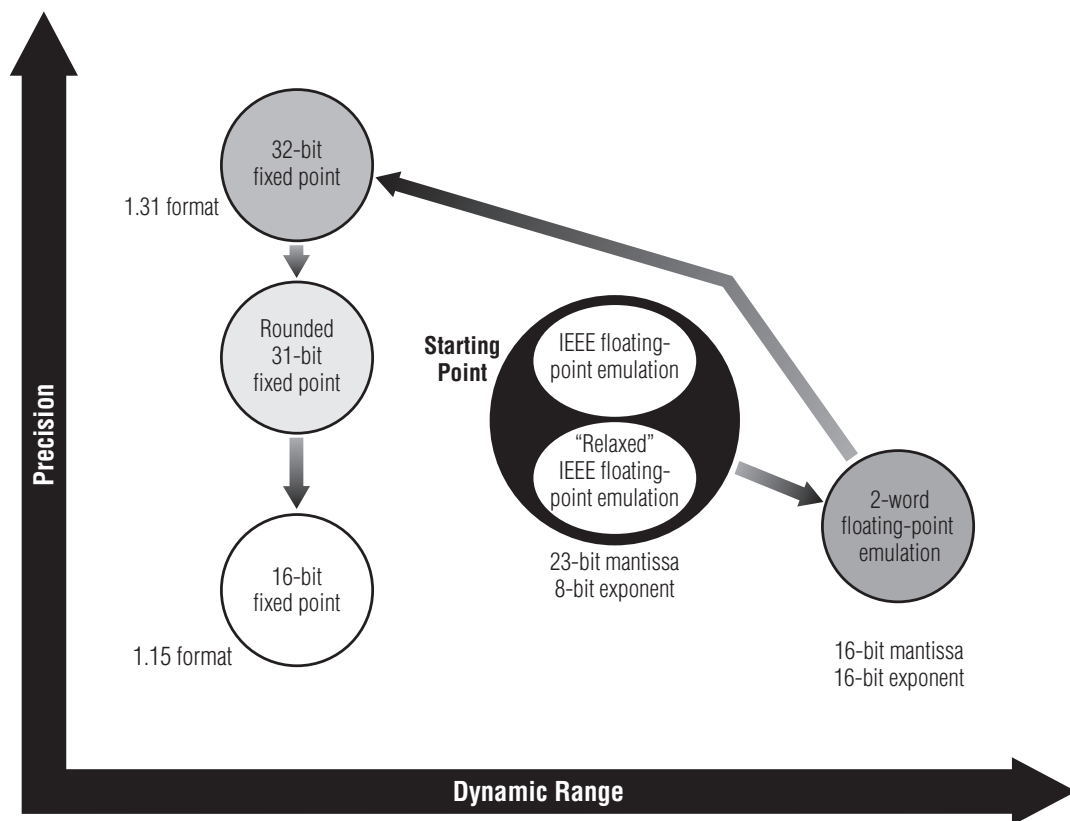 32-bit
fixed point
1.31 format
Rounded
31-bit
fixed point
Starting
Point
IEEE floating-
point emulation
“Relaxed”
IEEE floating-
point emulation
23-bit mantissa
8-bit exponent
2-word
floating-point
emulation
16-bit mantissa
16-bit exponent
16-bit
fixed point
1.15 format
Precision
Dynamic Range